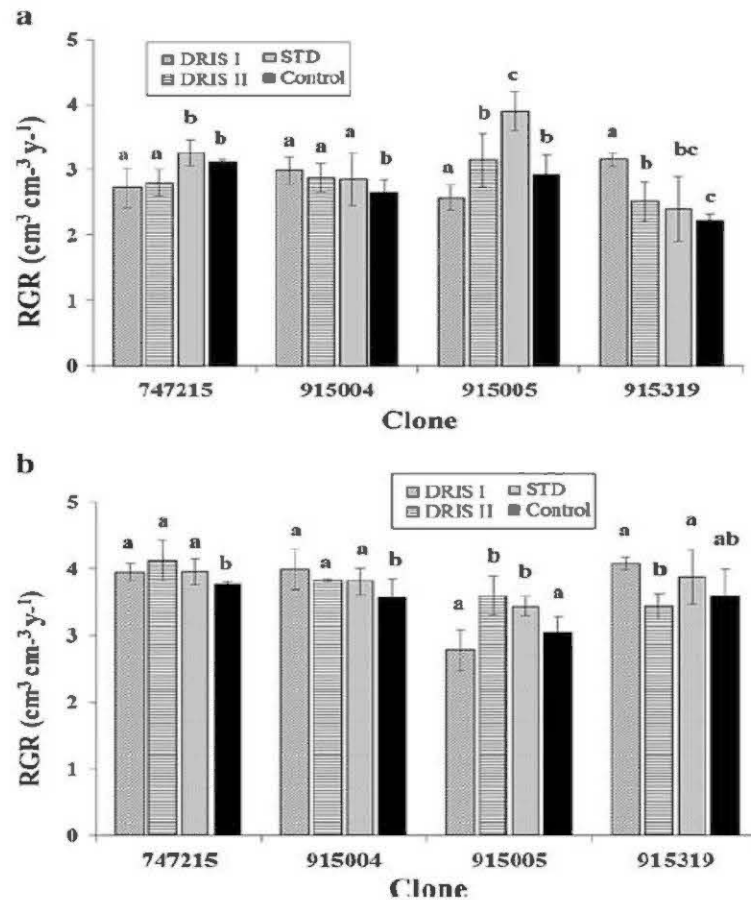 a
5
DRIS I STD
DRIS II Control
c
4
b b a a a b b b a bc
a a b c
3
2
1
0
RGR (cm³ cm-³ y-¹)
747215 915004 915005 915319
Clone
b
5
DRIS I STD
DRIS II Control
a a a b a a a b a b b a a b a ab
4
3
2
1
0
RGR (cm³ cm-³ y-¹)
747215 915004 915005 915319
Clone